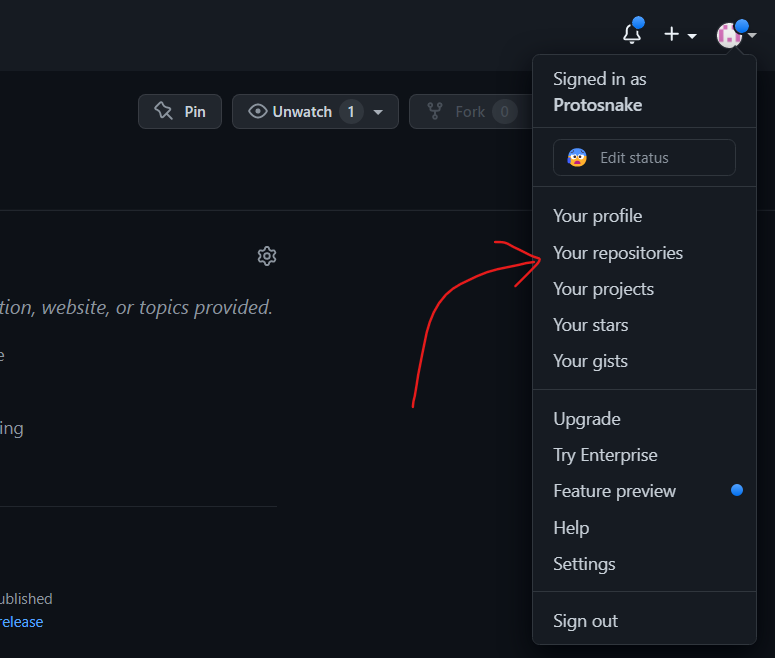 Pin
Unwatch 1
Fork 0
Signed in as
Protosnake
Edit status
Your profile
Your repositories
Your projects
Your stars
Your gists
Upgrade
Try Enterprise
Feature preview
Help
Settings
Sign out
tion, website, or topics provided.
e
ing
ublished
release